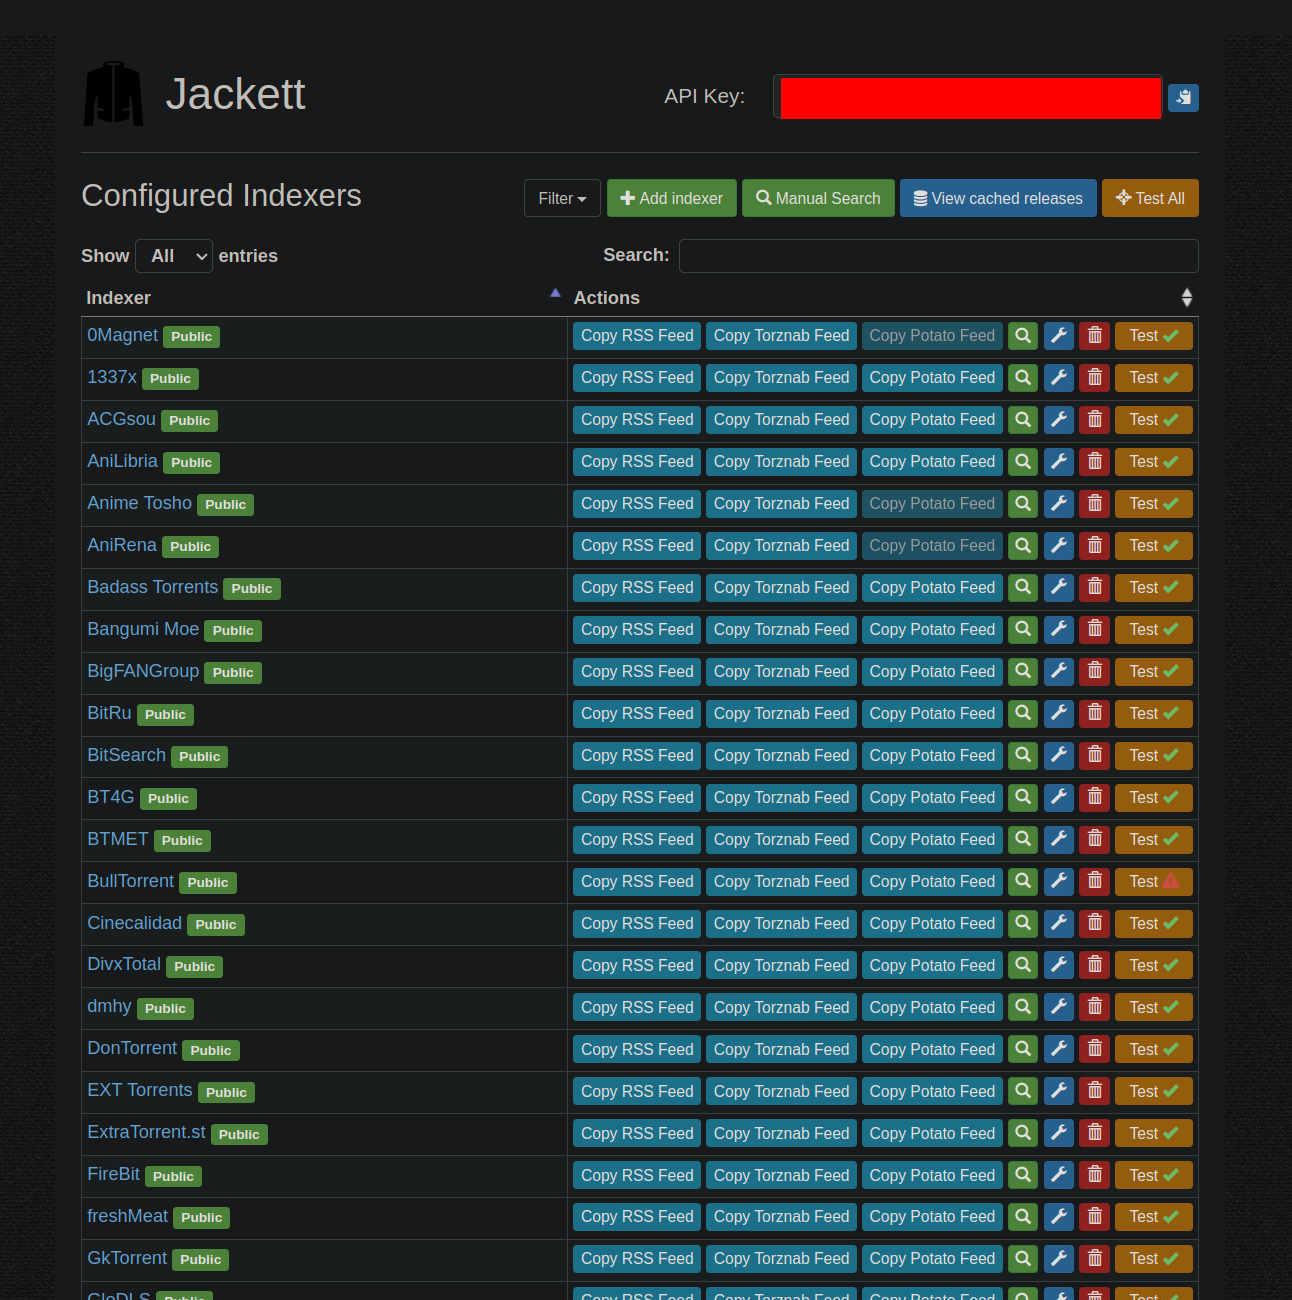 Jackett
API Key:
Configured Indexers
Filter
Add indexer
Manual Search
View cached releases
Test All
Show All entries
Search:
Indexer Actions
0Magnet Public Copy RSS Feed Copy Torznab Feed Copy Potato Feed Test
1337x Public Copy RSS Feed Copy Torznab Feed Copy Potato Feed Test
ACGsou Public Copy RSS Feed Copy Torznab Feed Copy Potato Feed Test
AniLibria Public Copy RSS Feed Copy Torznab Feed Copy Potato Feed Test
Anime Tosho Public Copy RSS Feed Copy Torznab Feed Copy Potato Feed Test
AniRena Public Copy RSS Feed Copy Torznab Feed Copy Potato Feed Test
Badass Torrents Public Copy RSS Feed Copy Torznab Feed Copy Potato Feed Test
Bangumi Moe Public Copy RSS Feed Copy Torznab Feed Copy Potato Feed Test
BigFANGroup Public Copy RSS Feed Copy Torznab Feed Copy Potato Feed Test
BitRu Public Copy RSS Feed Copy Torznab Feed Copy Potato Feed Test
BitSearch Public Copy RSS Feed Copy Torznab Feed Copy Potato Feed Test
BT4G Public Copy RSS Feed Copy Torznab Feed Copy Potato Feed Test
BTMET Public Copy RSS Feed Copy Torznab Feed Copy Potato Feed Test
BullTorrent Public Copy RSS Feed Copy Torznab Feed Copy Potato Feed Test
Cinecalidad Public Copy RSS Feed Copy Torznab Feed Copy Potato Feed Test
DivxTotal Public Copy RSS Feed Copy Torznab Feed Copy Potato Feed Test
dmhy Public Copy RSS Feed Copy Torznab Feed Copy Potato Feed Test
DonTorrent Public Copy RSS Feed Copy Torznab Feed Copy Potato Feed Test
EXT Torrents Public Copy RSS Feed Copy Torznab Feed Copy Potato Feed Test
ExtraTorrent.st Public Copy RSS Feed Copy Torznab Feed Copy Potato Feed Test
FireBit Public Copy RSS Feed Copy Torznab Feed Copy Potato Feed Test
freshMeat Public Copy RSS Feed Copy Torznab Feed Copy Potato Feed Test
GkTorrent Public Copy RSS Feed Copy Torznab Feed Copy Potato Feed Test
GloDLS Public Copy RSS Feed Copy Torznab Feed Copy Potato Feed Test